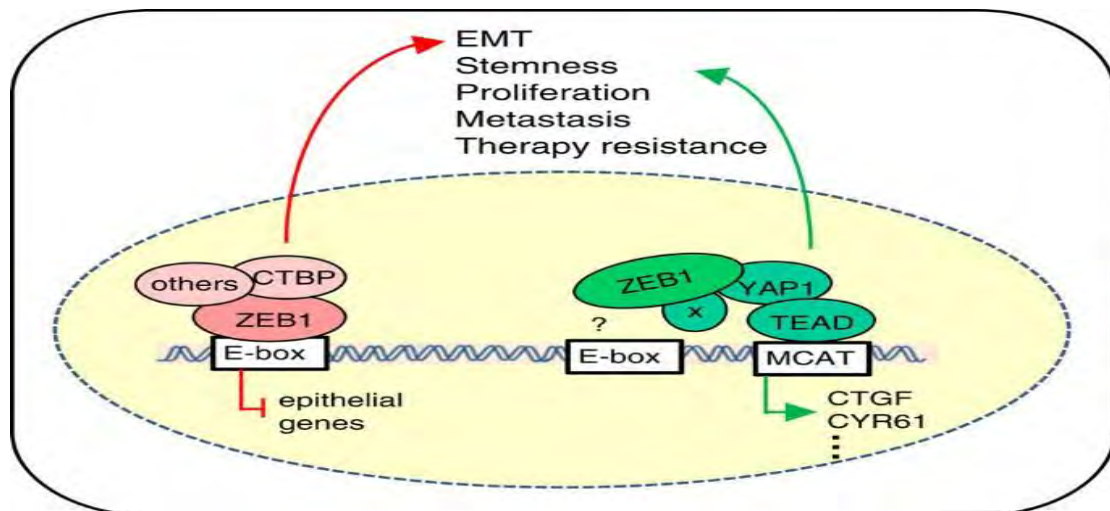 EMT
Stemness
Proliferation
Metastasis
Therapy resistance
others
CTBP
ZEB1
E-box
epithelial
genes
ZEB1
YAP1
x
TEAD
?
E-box
MCAT
CTGF
CYR61